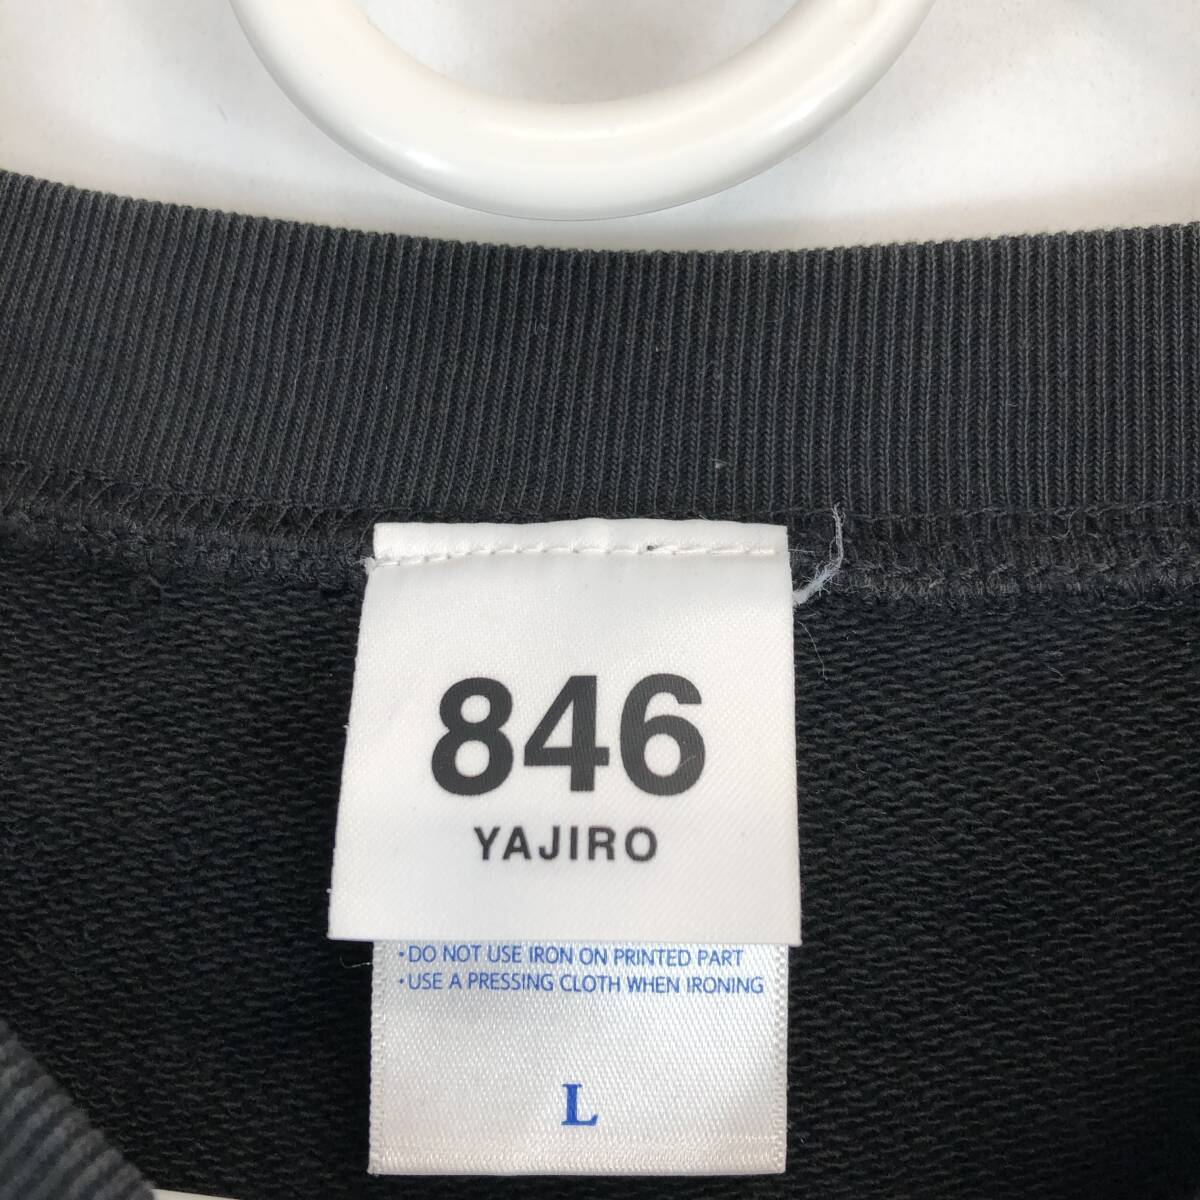 846
YAJIRO
・DO NOT USE IRON ON PRINTED PART
・USE A PRESSING CLOTH WHEN IRONING
L